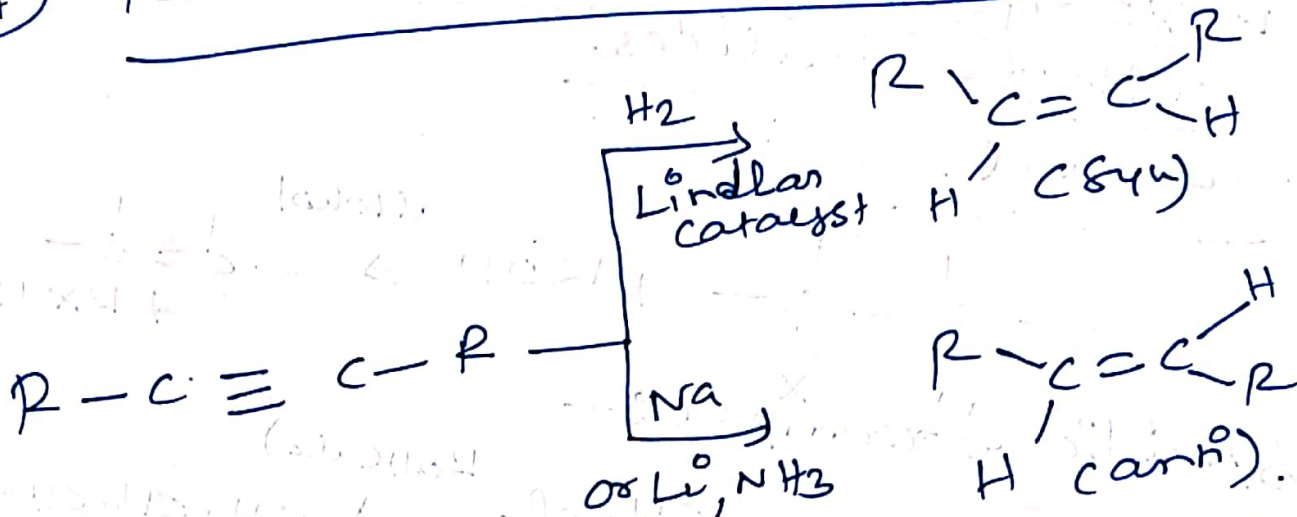 H2
Lindlar
catalyst
R
R
C = C
H
H
(syn)
R - C ≡ C - R
Na
or Li, NH3
H
R
C = C
R
H
(anti).